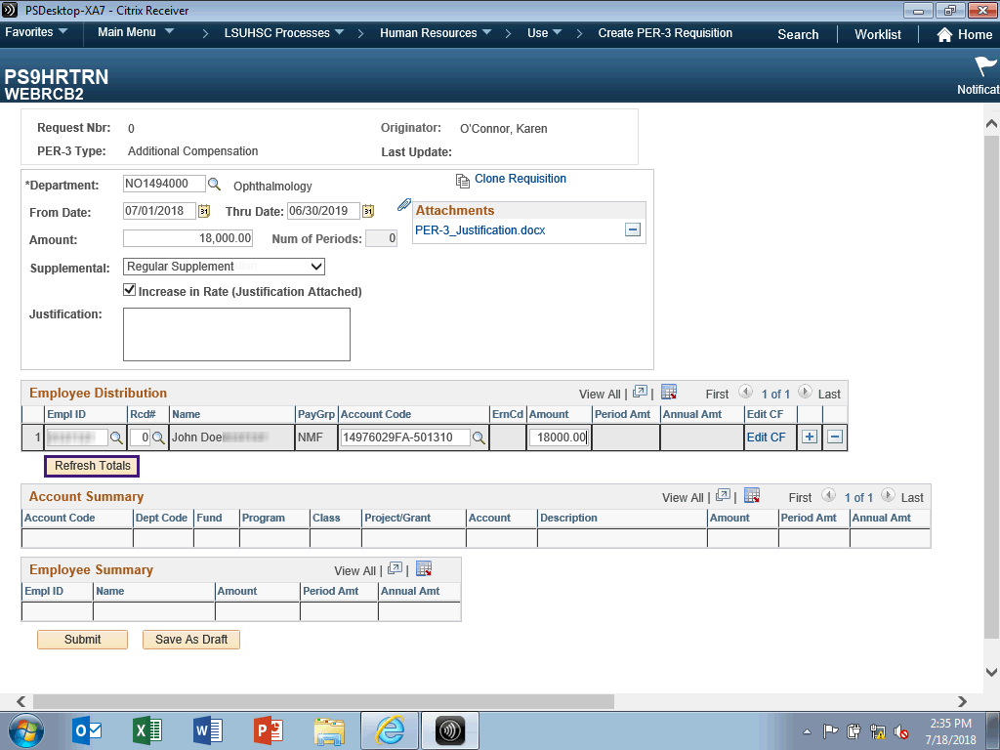 PSDesktop-XA7 - Citrix Receiver
Favorites Main Menu LSUHSC Processes Human Resources Use Create PER-3 Requisition Search Worklist Home
PS9HRTRN
WEBRCB2
Notificat
Request Nbr: 0 Originator: O'Connor, Karen
PER-3 Type: Additional Compensation Last Update:
*Department: NO1494000 Ophthalmology Clone Requisition
From Date: 07/01/2018 Thru Date: 06/30/2019 Attachments
PER-3_Justification.docx
Amount: 18,000.00 Num of Periods: 0
Supplemental: Regular Supplement
Increase in Rate (Justification Attached)
Justification:
Employee Distribution View All | | First 1 of 1 Last
Empl ID Rcd# Name PayGrp Account Code ErnCd Amount Period Amt Annual Amt Edit CF
1 0 John Doe NMF 14976029FA-501310 18000.00 Edit CF
Refresh Totals
Account Summary View All | | First 1 of 1 Last
Account Code Dept Code Fund Program Class Project/Grant Account Description Amount Period Amt Annual Amt
Employee Summary View All | |
Empl ID Name Amount Period Amt Annual Amt
Submit Save As Draft
2:35 PM
7/18/2018